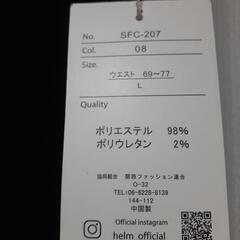 No. SFC-207
Col. 08
Size.
ウエスト 69～77
L
Quality
ポリエステル 98%
ポリウレタン 2%
協同組合 関西ファッション連合
O-32
TEL:06-6228-8139
144-112
中国製
Official instagram
helm_official